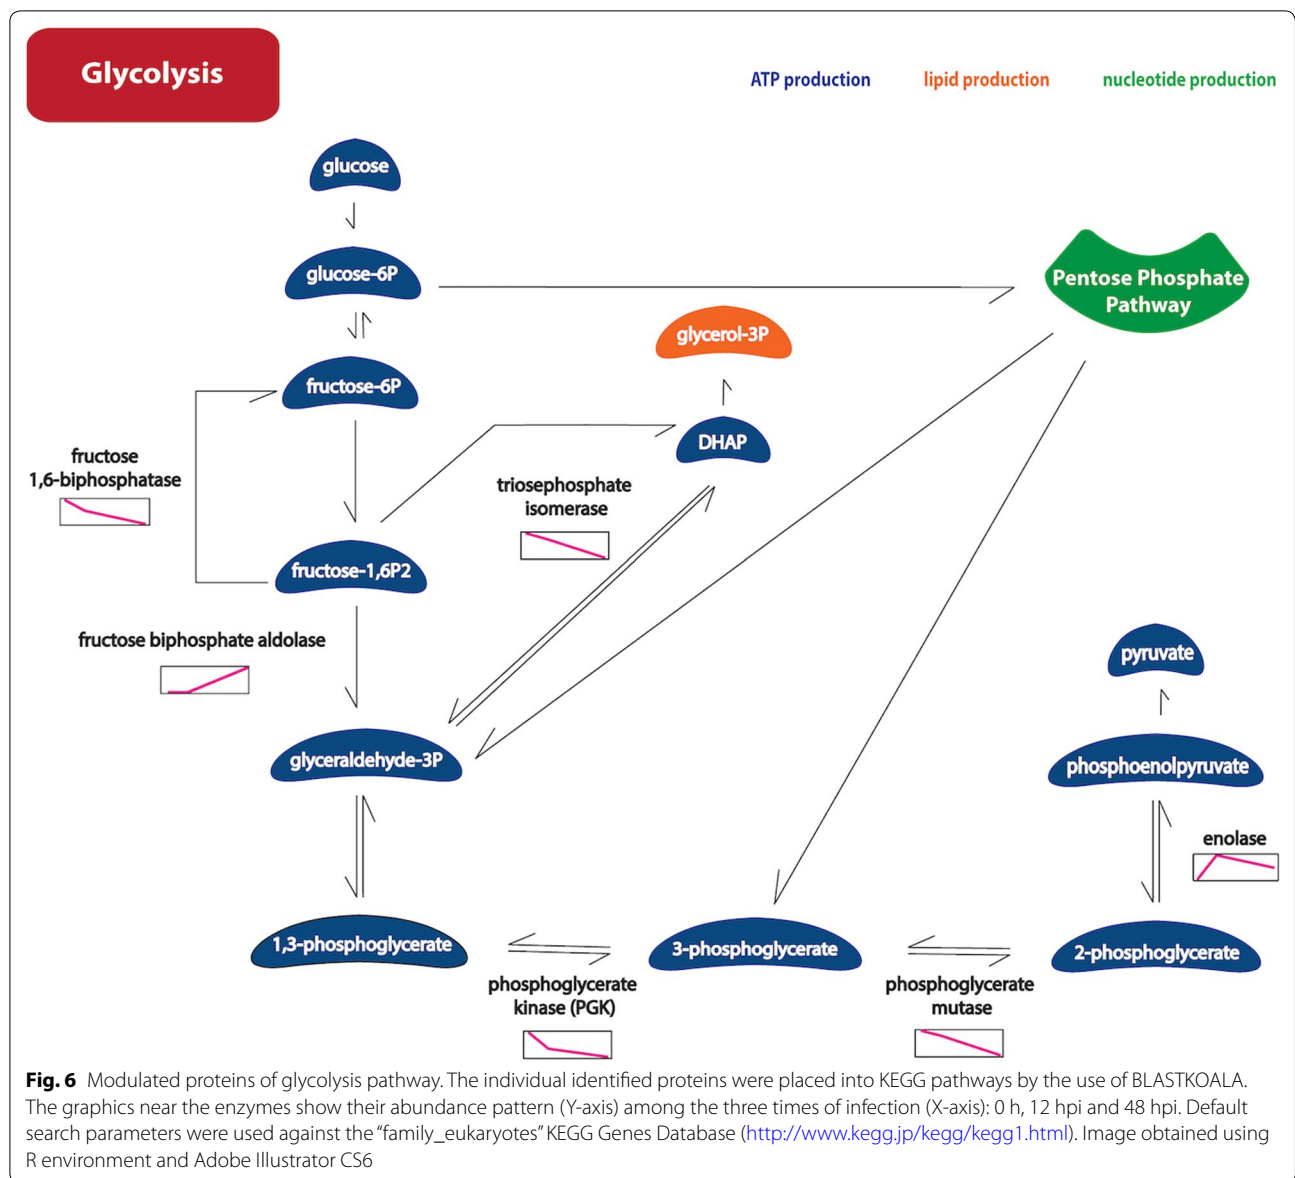 Glycolysis
ATP production lipid production nucleotide production
glucose
glucose-6P
Pentose Phosphate
Pathway
glycerol-3P
fructose-6P
DHAP
fructose
1,6-biphosphatase
triosephosphate
isomerase
fructose-1,6P2
fructose biphosphate aldolase
pyruvate
glyceraldehyde-3P
phosphoenolpyruvate
enolase
1,3-phosphoglycerate
3-phosphoglycerate
2-phosphoglycerate
phosphoglycerate
kinase (PGK)
phosphoglycerate
mutase
Fig. 6 Modulated proteins of glycolysis pathway. The individual identified proteins were placed into KEGG pathways by the use of BLASTKOALA.
The graphics near the enzymes show their abundance pattern (Y-axis) among the three times of infection (X-axis): 0 h, 12 hpi and 48 hpi. Default
search parameters were used against the “family_eukaryotes” KEGG Genes Database (http://www.kegg.jp/kegg/kegg1.html). Image obtained using
R environment and Adobe Illustrator CS6